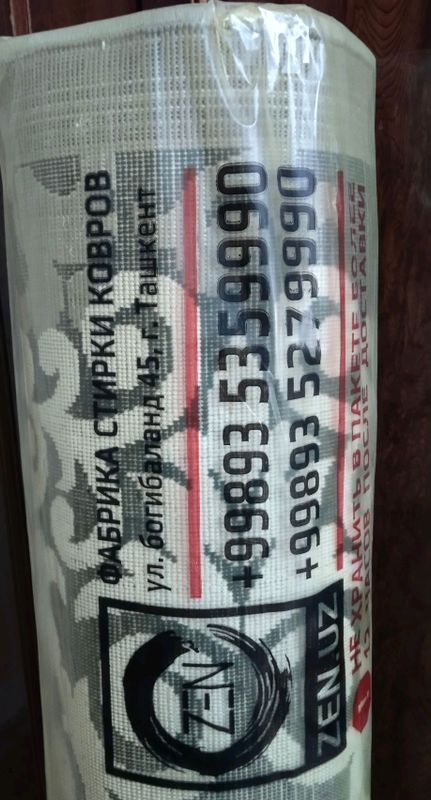 ФАБРИКА СТИРКИ КОВРОВ
ул. богибаланд 45, г. Ташкент
+99893 5359990
+99893 5279990
ZEN
ZEN.UZ
! НЕ ХРАНИТЬ В ПАКЕТЕ БОЛЕЕ
12 ЧАСОВ ПОСЛЕ ДОСТАВКИ